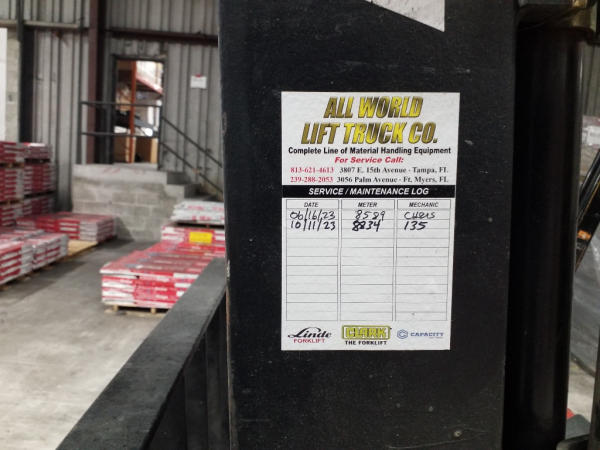 ALL WORLD
LIFT TRUCK CO.
Complete Line of Material Handling Equipment
For Service Call:
813-621-4613 3807 E. 15th Avenue - Tampa, FL
239-288-2053 3056 Palm Avenue - Ft. Myers, FL
SERVICE / MAINTENANCE LOG
DATE METER MECHANIC
06/16/23 8589 CHRIS
10/11/23 8834 135
Linde CLARK CAPACITY
FORKLIFT THE FORKLIFT